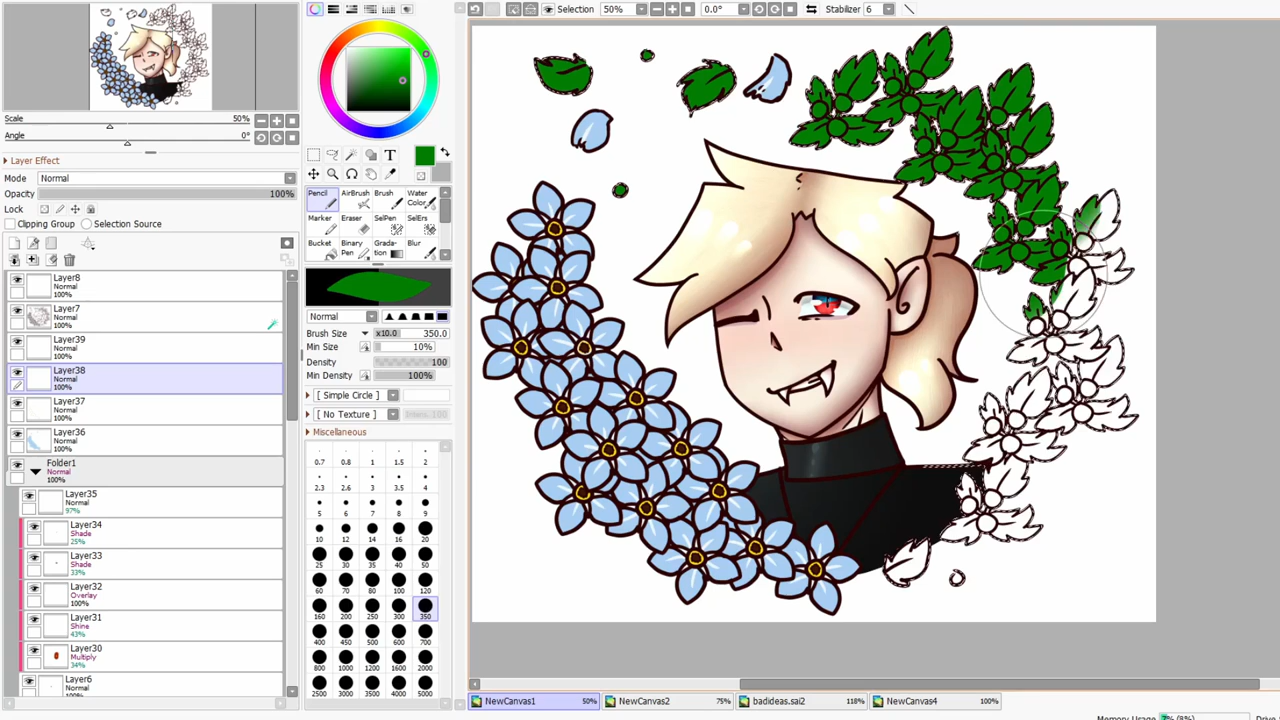 Selection 50% 0.0° Stabilizer 6
Scale 50%
Angle 0°
Layer Effect
Mode Normal
Opacity 100%
Lock
Clipping Group Selection Source
Layer8
Normal
100%
Layer7
Normal
100%
Layer39
Normal
100%
Layer38
Normal
100%
Layer37
Normal
100%
Layer36
Normal
100%
Folder1
Normal
100%
Layer35
Normal
97%
Layer34
Shade
25%
Layer33
Shade
33%
Layer32
Overlay
100%
Layer31
Shine
43%
Layer30
Multiply
34%
Layer6
T
Pencil AirBrush Brush Water Color
Marker Eraser SelPen SelErs
Bucket Binary Pen Grada-tion Blur
Normal
Brush Size x10.0 350.0
Min Size 10%
Density 100
Min Density 100%
[ Simple Circle ]
[ No Texture ] Intens. 100
Miscellaneous
0.7 0.8 1 1.5 2
2.3 2.6 3 3.5 4
5 6 7 8 9
10 12 14 16 20
25 30 35 40 50
60 70 80 100 120
160 200 250 300 350
400 450 500 600 700
800 1000 1200 1600 2000
2500 3000 3500 4000 5000
NewCanvas1 50% NewCanvas2 75% badideas.sai2 118% NewCanvas4 100%
Memory Usage 7% (8%) Drive